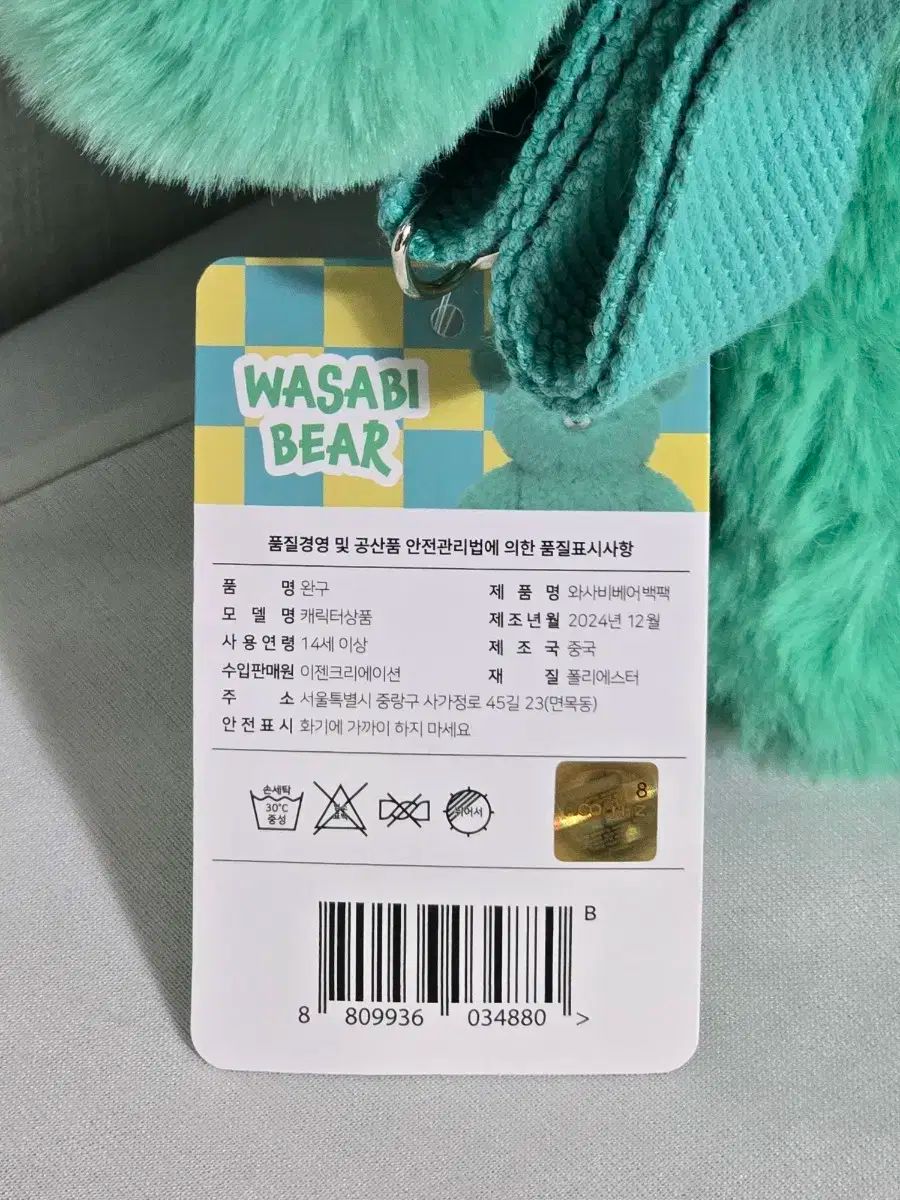 WASABI
BEAR
품질경영 및 공산품 안전관리법에 의한 품질표시사항
품 명 완구 제 품 명 와사비베어백팩
모 델 명 캐릭터상품 제조년월 2024년 12월
사용연령 14세 이상 제 조 국 중국
수입판매원 이젠크리에이션 재 질 폴리에스터
주 소 서울특별시 중랑구 사가정로 45길 23(면목동)
안전표시 화기에 가까이 하지 마세요
손세탁
30°C
중성
뉘어서
8
B
8 809936 034880 >